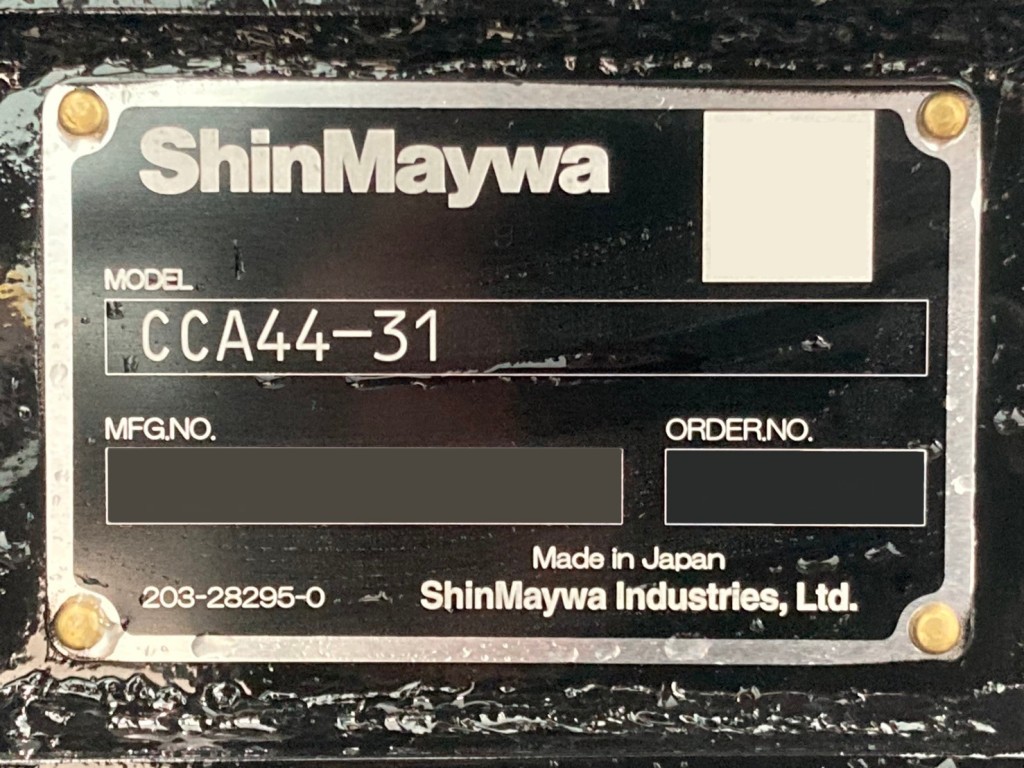 ShinMaywa
MODEL
CCA44-31
MFG.NO.
ORDER.NO.
Made in Japan
203-28295-0
ShinMaywa Industries, Ltd.